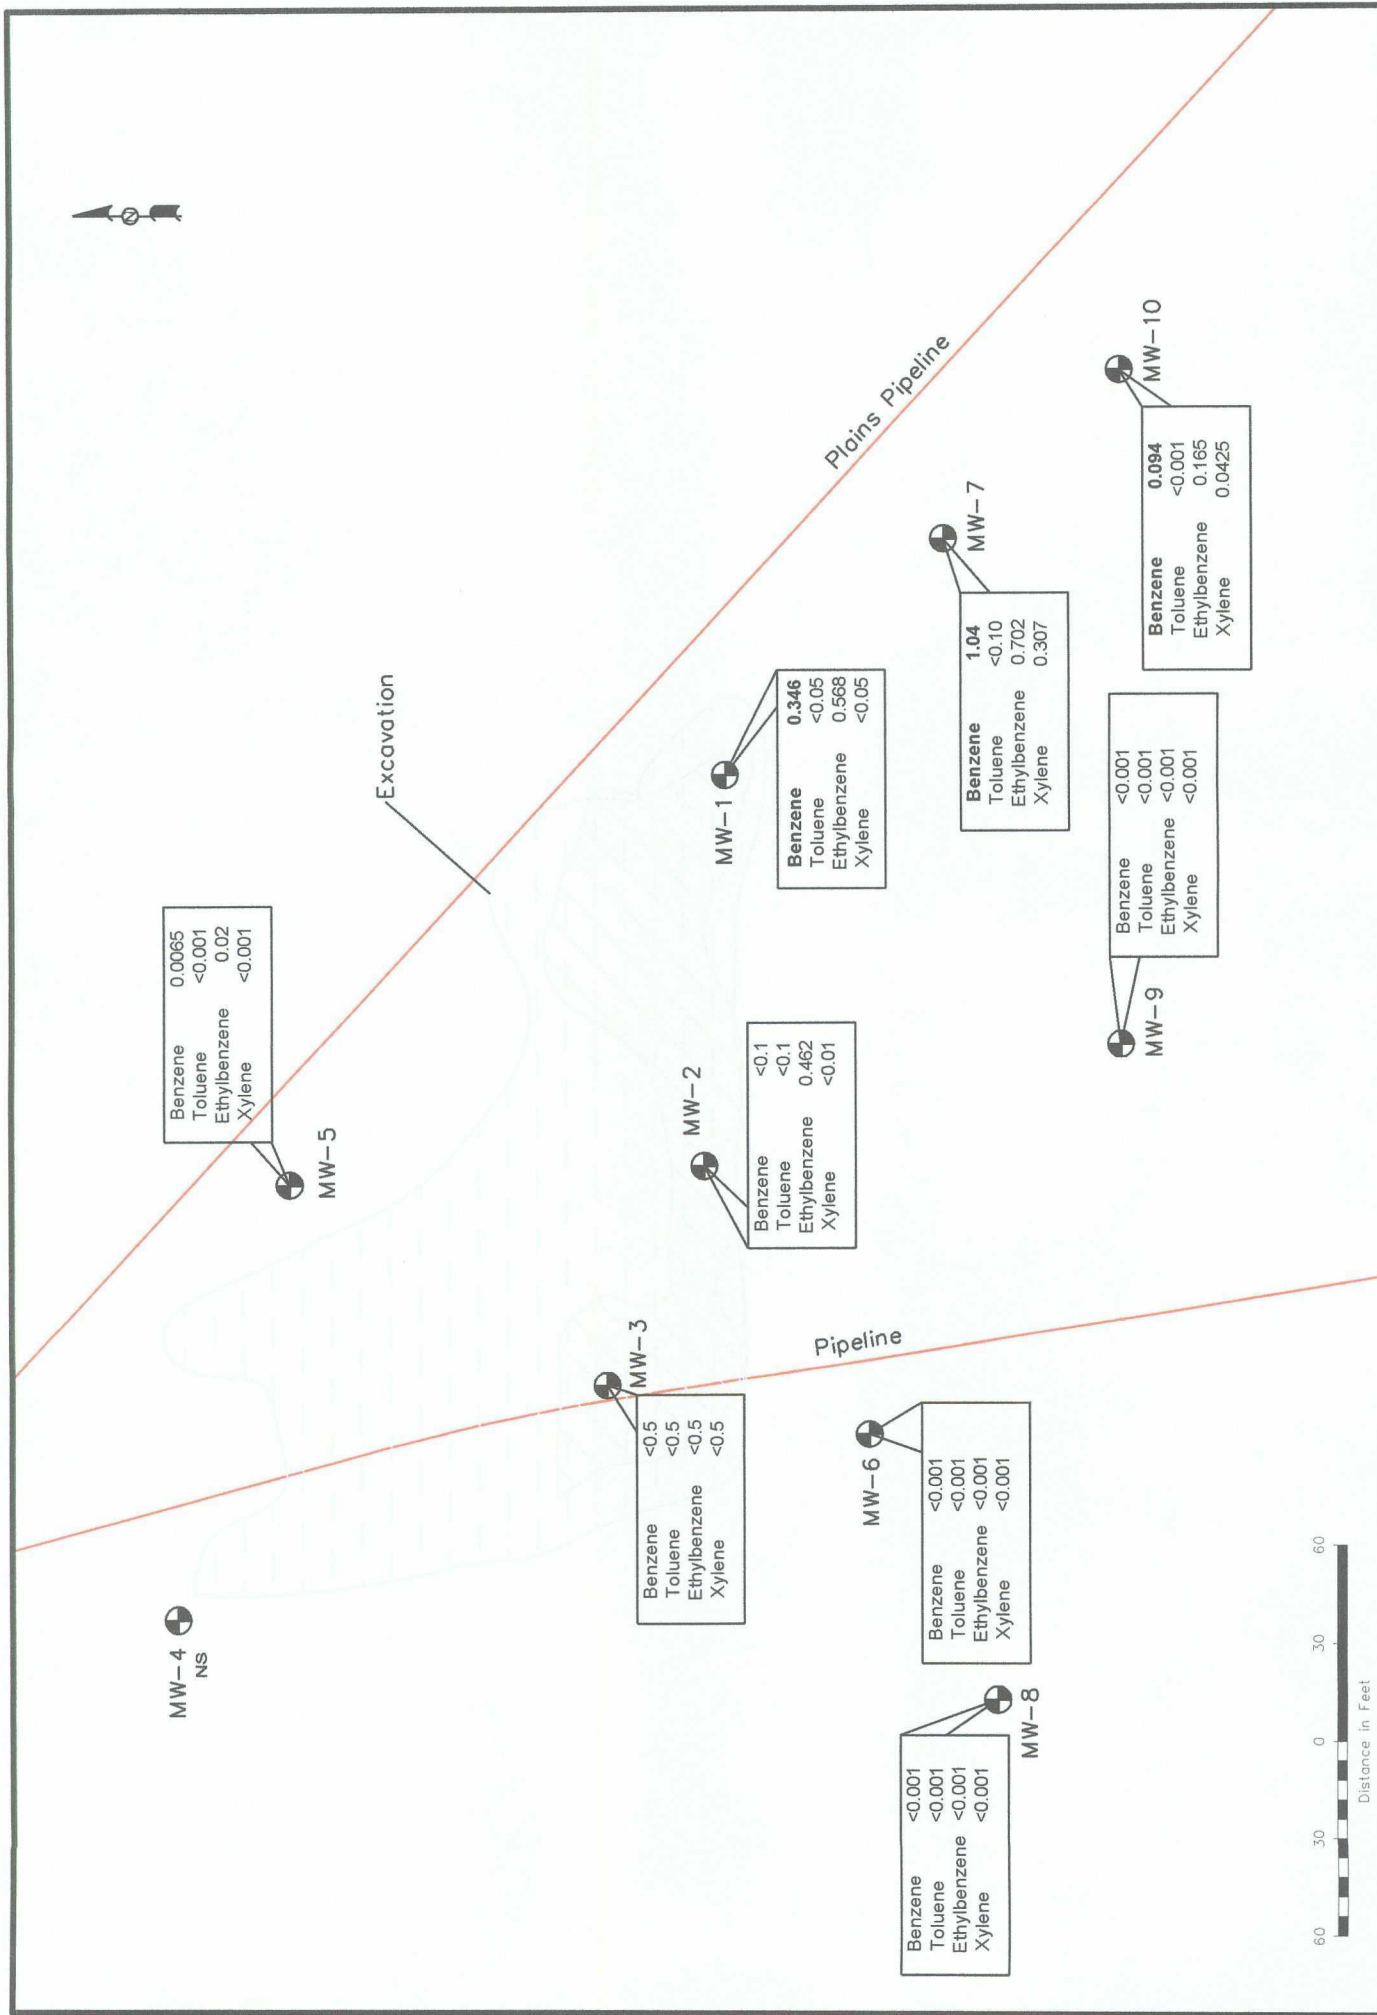 N
Excavation
Plains Pipeline
Pipeline
MW-4
NS
MW-5
Benzene 0.0065
Toluene <0.001
Ethylbenzene 0.02
Xylene <0.001
MW-3
Benzene <0.5
Toluene <0.5
Ethylbenzene <0.5
Xylene <0.5
MW-2
Benzene <0.1
Toluene <0.1
Ethylbenzene 0.462
Xylene <0.01
MW-1
Benzene 0.346
Toluene <0.05
Ethylbenzene 0.568
Xylene <0.05
MW-8
Benzene <0.001
Toluene <0.001
Ethylbenzene <0.001
Xylene <0.001
MW-6
Benzene <0.001
Toluene <0.001
Ethylbenzene <0.001
Xylene <0.001
MW-7
Benzene 1.04
Toluene <0.10
Ethylbenzene 0.702
Xylene 0.307
MW-9
Benzene <0.001
Toluene <0.001
Ethylbenzene <0.001
Xylene <0.001
MW-10
Benzene 0.094
Toluene <0.001
Ethylbenzene 0.165
Xylene 0.0425
60 30 0 30 60
Distance in Feet